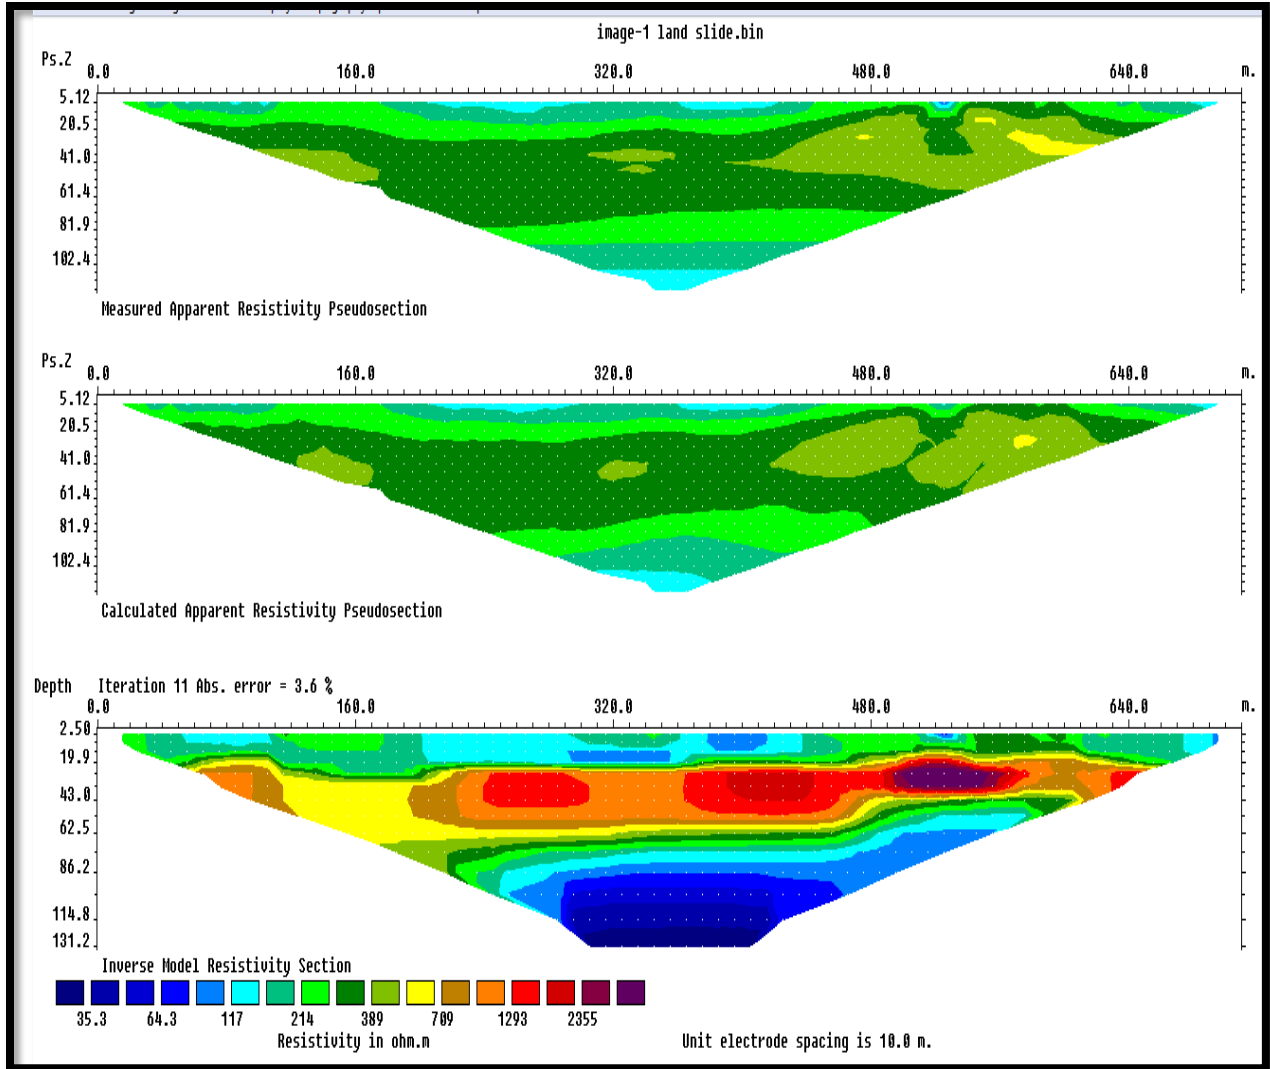 image-1 land slide.bin
Ps.Z 0.0 160.0 320.0 480.0 640.0 m.
5.12
20.5
41.0
61.4
81.9
102.4
Measured Apparent Resistivity Pseudosection
Ps.Z 0.0 160.0 320.0 480.0 640.0 m.
5.12
20.5
41.0
61.4
81.9
102.4
Calculated Apparent Resistivity Pseudosection
Depth Iteration 11 Abs. error = 3.6 %
0.0 160.0 320.0 480.0 640.0 m.
2.50
19.9
43.0
62.5
86.2
114.8
131.2
Inverse Model Resistivity Section
35.3 64.3 117 214 389 709 1293 2355
Resistivity in ohm.m Unit electrode spacing is 10.0 m.